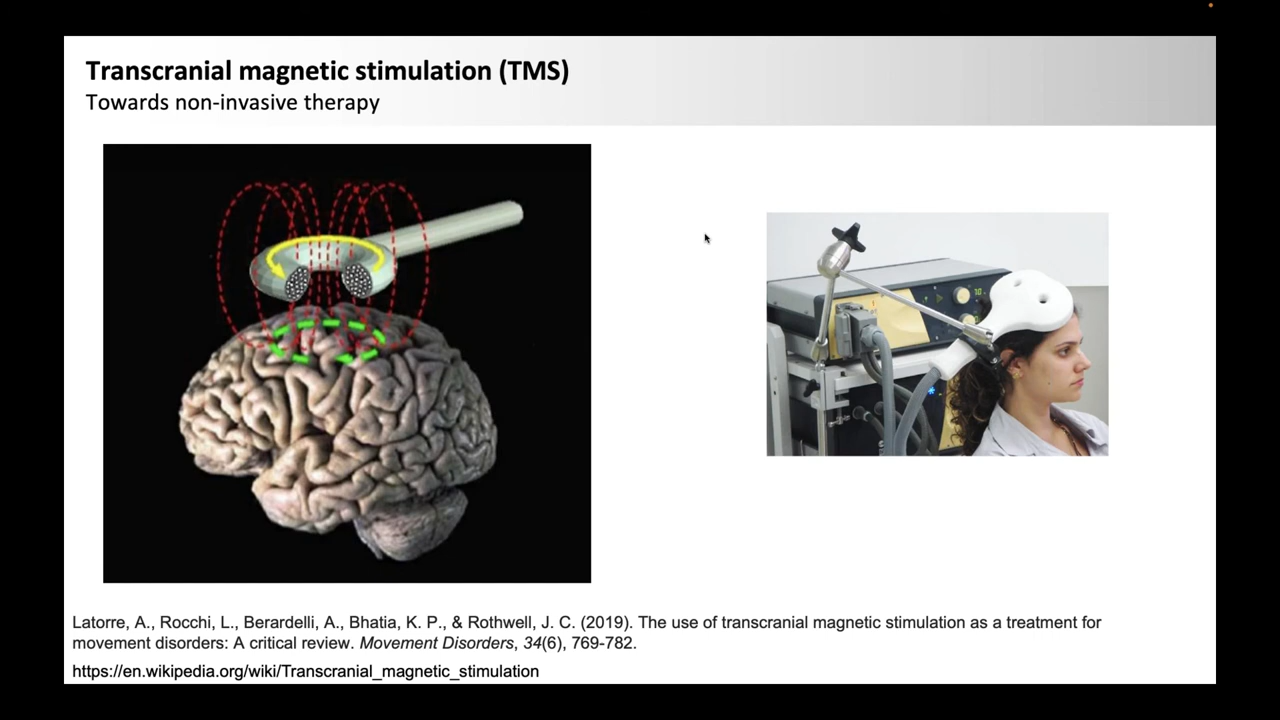 Transcranial magnetic stimulation (TMS)
Towards non-invasive therapy
Latorre, A., Rocchi, L., Berardelli, A., Bhatia, K. P., & Rothwell, J. C. (2019). The use of transcranial magnetic stimulation as a treatment for
movement disorders: A critical review. Movement Disorders, 34(6), 769-782.
https://en.wikipedia.org/wiki/Transcranial_magnetic_stimulation